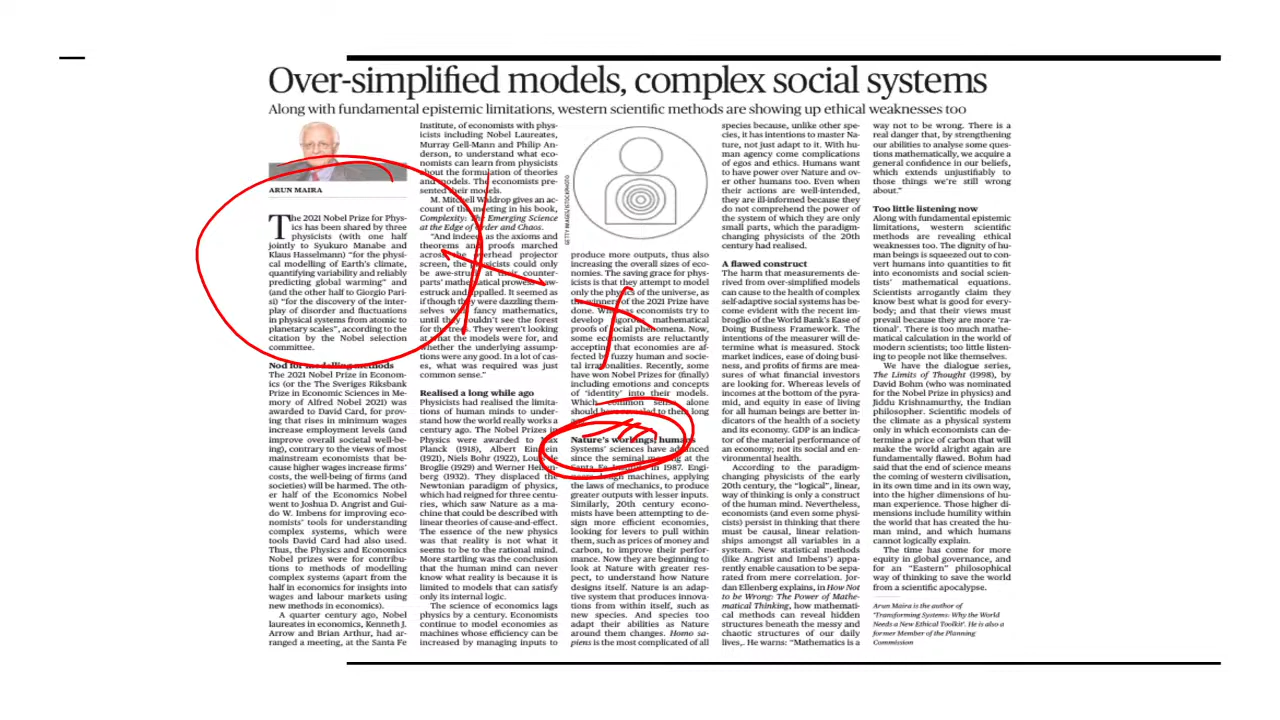 Over-simplified models, complex social systems
Along with fundamental epistemic limitations, western scientific methods are showing up ethical weaknesses too
ARUN MAIRA
The 2021 Nobel Prize for Phys-
ics has been shared by three
physicists (with one half
jointly to Syukuro Manabe and
Klaus Hasselmann) “for the physi-
cal modelling of Earth’s climate,
quantifying variability and reliably
predicting global warming” and
(and the other half to Giorgio Pari-
si) “for the discovery of the inter-
play of disorder and fluctuations
in physical systems from atomic to
planetary scales”, according to the
citation by the Nobel selection
committee.
Nod for modelling methods
The 2021 Nobel Prize in Econom-
ics (or the The Sveriges Riksbank
Prize in Economic Sciences in Me-
mory of Alfred Nobel 2021) was
awarded to David Card, for prov-
ing that rises in minimum wages
increase employment levels (and
improve overall societal well-be-
ing), contrary to the views of most
mainstream economists that be-
cause higher wages increase firms’
costs, the well-being of firms (and
societies) will be harmed. The oth-
er half of the Economics Nobel
went to Joshua D. Angrist and Gui-
do W. Imbens for improving eco-
nomists’ tools for understanding
complex systems, which were
tools David Card had also used.
Thus, the Physics and Economics
Nobel prizes were for contribu-
tions to methods of modelling
complex systems (apart from the
half in economics for insights into
wages and labour markets using
new methods in economics).
A quarter century ago, Nobel
laureates in economics, Kenneth J.
Arrow and Brian Arthur, had ar-
ranged a meeting, at the Santa Fe
Institute, of economists with phys-
icists including Nobel Laureates,
Murray Gell-Mann and Philip An-
derson, to understand what eco-
nomists can learn from physicists
about the formulation of theories
and models. The economists pre-
sented their models.
M. Mitchell Waldrop gives an ac-
count of the meeting in his book,
Complexity: The Emerging Science
at the Edge of Order and Chaos.
“And indeed, as the axioms and
theorems and proofs marched
across the overhead projector
screen, the physicists could only
be awe-struck at their counter-
parts’ mathematical prowess — awe-
struck and appalled. It seemed as
if though they were dazzling them-
selves with fancy mathematics,
until they couldn’t see the forest
for the trees. They weren’t looking
at what the models were for, and
whether the underlying assump-
tions were any good. In a lot of cas-
es, what was required was just
common sense.”
Realised a long while ago
Physicists had realised the limita-
tions of human minds to under-
stand how the world really works a
century ago. The Nobel Prizes in
Physics were awarded to Max
Planck (1918), Albert Einstein
(1921), Niels Bohr (1922), Louis de
Broglie (1929) and Werner Heisen-
berg (1932). They displaced the
Newtonian paradigm of physics,
which had reigned for three centu-
ries, which saw Nature as a ma-
chine that could be described with
linear theories of cause-and-effect.
The essence of the new physics
was that reality is not what it
seems to be to the rational mind.
More startling was the conclusion
that the human mind can never
know what reality is because it is
limited to models that can satisfy
only its internal logic.
The science of economics lags
physics by a century. Economists
continue to model economies as
machines whose efficiency can be
increased by managing inputs to
GETTY IMAGES/ISTOCKPHOTO
produce more outputs, thus also
increasing the overall sizes of eco-
nomies. The saving grace for phys-
icists is that they attempt to model
only the physics of the universe, as
the winners of the 2021 Prize have
done. Whereas economists try to
develop rigorous mathematical
proofs of social phenomena. Now,
some economists are reluctantly
accepting that economies are af-
fected by fuzzy human and socie-
tal irrationalities. Recently, some
have won Nobel Prizes for (finally)
including emotions and concepts
of ‘identity’ into their models.
Which common sense alone
should have revealed to them long
Nature’s workings, humans
Systems’ sciences have advanced
since the seminal meeting at the
Santa Fe Institute in 1987. Engi-
neers design machines, applying
the laws of mechanics, to produce
greater outputs with lesser inputs.
Similarly, 20th century econo-
mists have been attempting to de-
sign more efficient economies,
looking for levers to pull within
them, such as prices of money and
carbon, to improve their perfor-
mance. Now they are beginning to
look at Nature with greater res-
pect, to understand how Nature
designs itself. Nature is an adap-
tive system that produces innova-
tions from within itself, such as
new species. And species too
adapt their abilities as Nature
around them changes. Homo sa-
piens is the most complicated of all
species because, unlike other spe-
cies, it has intentions to master Na-
ture, not just adapt to it. With hu-
man agency come complications
of egos and ethics. Humans want
to have power over Nature and ov-
er other humans too. Even when
their actions are well-intended,
they are ill-informed because they
do not comprehend the power of
the system of which they are only
small parts, which the paradigm-
changing physicists of the 20th
century had realised.
A flawed construct
The harm that measurements de-
rived from over-simplified models
can cause to the health of complex
self-adaptive social systems has be-
come evident with the recent im-
broglio of the World Bank’s Ease of
Doing Business Framework. The
intentions of the measurer will de-
termine what is measured. Stock
market indices, ease of doing busi-
ness, and profits of firms are mea-
sures of what financial investors
are looking for. Whereas levels of
incomes at the bottom of the pyra-
mid, and equity in ease of living
for all human beings are better in-
dicators of the health of a society
and its economy. GDP is an indica-
tor of the material performance of
an economy; not its social and en-
vironmental health.
According to the paradigm-
changing physicists of the early
20th century, the “logical”, linear,
way of thinking is only a construct
of the human mind. Nevertheless,
economists (and even some physi-
cists) persist in thinking that there
must be causal, linear relation-
ships amongst all variables in a
system. New statistical methods
(like Angrist and Imbens’) appa-
rently enable causation to be sepa-
rated from mere correlation. Jor-
dan Ellenberg explains, in How Not
to be Wrong: The Power of Mathe-
matical Thinking, how mathemati-
cal methods can reveal hidden
structures beneath the messy and
chaotic structures of our daily
lives,. He warns: “Mathematics is a
way not to be wrong. There is a
real danger that, by strengthening
our abilities to analyse some ques-
tions mathematically, we acquire a
general confidence in our beliefs,
which extends unjustifiably to
those things we’re still wrong
about.”
Too little listening now
Along with fundamental epistemic
limitations, western scientific
methods are revealing ethical
weaknesses too. The dignity of hu-
man beings is squeezed out to con-
vert humans into quantities to fit
into economists and social scien-
tists’ mathematical equations.
Scientists arrogantly claim they
know best what is good for every-
body; and that their views must
prevail because they are more ‘ra-
tional’. There is too much mathe-
matical calculation in the world of
modern scientists; too little listen-
ing to people not like themselves.
We have the dialogue series,
The Limits of Thought (1998), by
David Bohm (who was nominated
for the Nobel Prize in physics) and
Jiddu Krishnamurthy, the Indian
philosopher. Scientific models of
the climate as a physical system
only in which economists can de-
termine a price of carbon that will
make the world alright again are
fundamentally flawed. Bohm had
said that the end of science means
the coming of western civilisation,
in its own time and in its own way,
into the higher dimensions of hu-
man experience. Those higher di-
mensions include humility within
the world that has created the hu-
man mind, and which humans
cannot logically explain.
The time has come for more
equity in global governance, and
for an “Eastern” philosophical
way of thinking to save the world
from a scientific apocalypse.
Arun Maira is the author of
‘Transforming Systems: Why the World
Needs a New Ethical Toolkit’. He is also a
former Member of the Planning
Commission